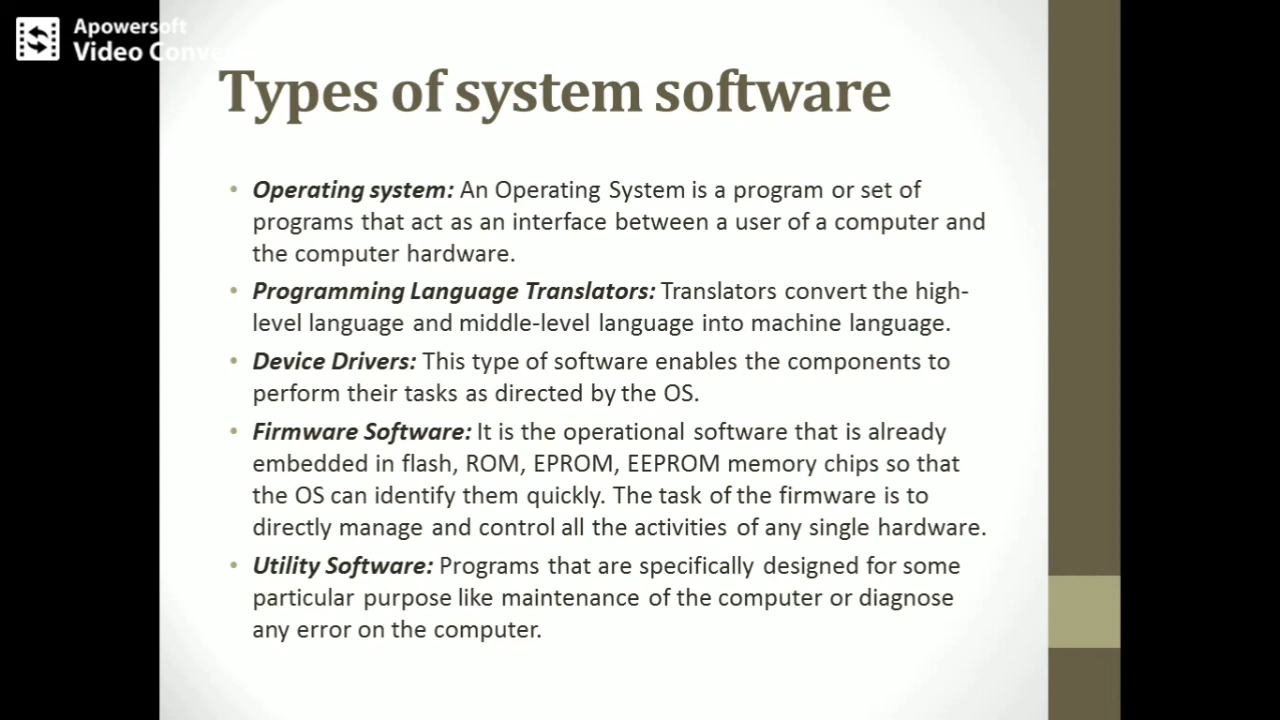 Apowersoft
Video Conve
Types of system software
• Operating system: An Operating System is a program or set of
programs that act as an interface between a user of a computer and
the computer hardware.
• Programming Language Translators: Translators convert the high-
level language and middle-level language into machine language.
• Device Drivers: This type of software enables the components to
perform their tasks as directed by the OS.
• Firmware Software: It is the operational software that is already
embedded in flash, ROM, EPROM, EEPROM memory chips so that
the OS can identify them quickly. The task of the firmware is to
directly manage and control all the activities of any single hardware.
• Utility Software: Programs that are specifically designed for some
particular purpose like maintenance of the computer or diagnose
any error on the computer.